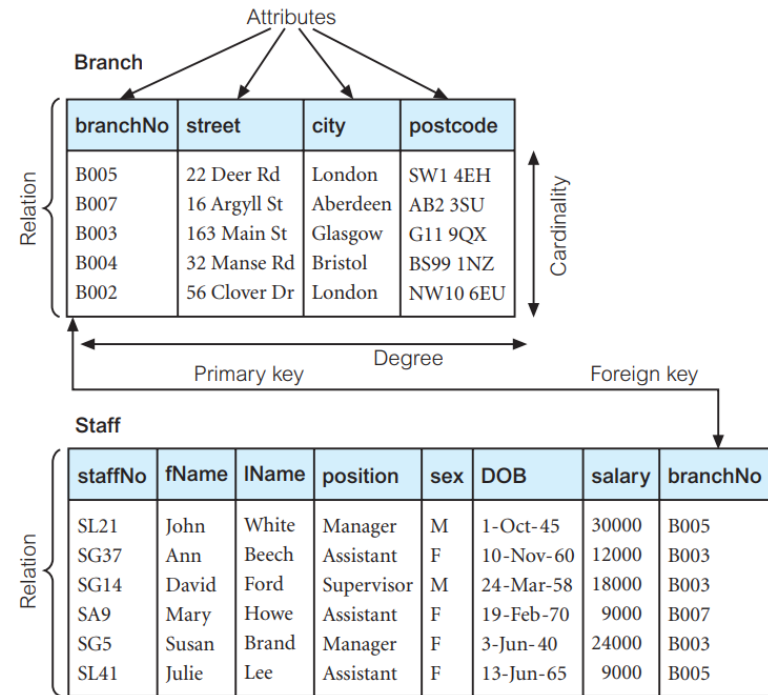 Attributes
Branch
branchNo street city postcode
B005 22 Deer Rd London SW1 4EH
B007 16 Argyll St Aberdeen AB2 3SU
B003 163 Main St Glasgow G11 9QX
B004 32 Manse Rd Bristol BS99 1NZ
B002 56 Clover Dr London NW10 6EU
Relation
Cardinality
Degree
Primary key Foreign key
Staff
staffNo fName lName position sex DOB salary branchNo
SL21 John White Manager M 1-Oct-45 30000 B005
SG37 Ann Beech Assistant F 10-Nov-60 12000 B003
SG14 David Ford Supervisor M 24-Mar-58 18000 B003
SA9 Mary Howe Assistant F 19-Feb-70 9000 B007
SG5 Susan Brand Manager F 3-Jun-40 24000 B003
SL41 Julie Lee Assistant F 13-Jun-65 9000 B005
Relation